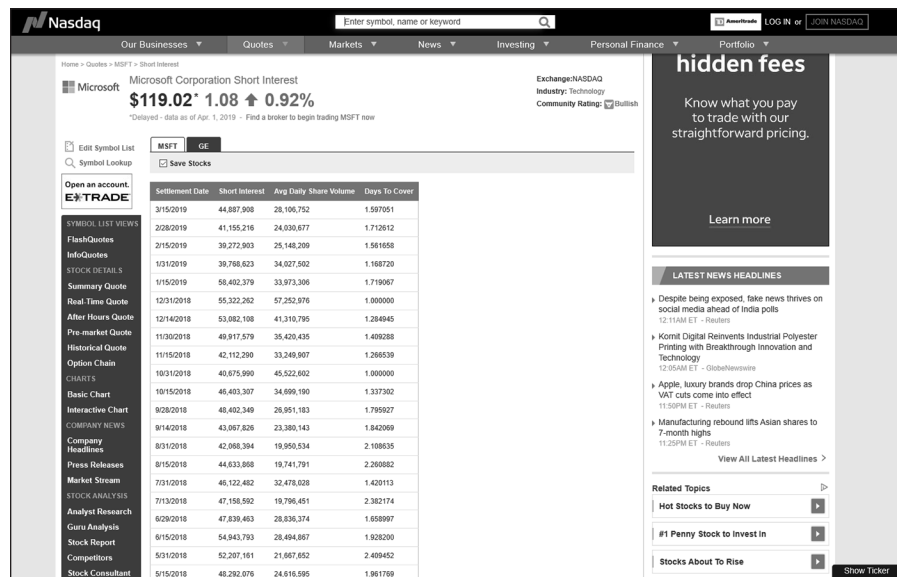 Nasdaq
Enter symbol, name or keyword
Ameritrade LOG IN or JOIN NASDAQ
Our Businesses ▼ Quotes ▼ Markets ▼ News ▼ Investing ▼ Personal Finance ▼ Portfolio ▼
Home > Quotes > MSFT > Short Interest
Microsoft
Microsoft Corporation Short Interest
$119.02* 1.08 0.92%
*Delayed - data as of Apr. 1, 2019 - Find a broker to begin trading MSFT now
Exchange:NASDAQ
Industry: Technology
Community Rating: Bullish
Edit Symbol List
Symbol Lookup
Open an account.
E*TRADE
SYMBOL LIST VIEWS
FlashQuotes
InfoQuotes
STOCK DETAILS
Summary Quote
Real-Time Quote
After Hours Quote
Pre-market Quote
Historical Quote
Option Chain
CHARTS
Basic Chart
Interactive Chart
COMPANY NEWS
Company
Headlines
Press Releases
Market Stream
STOCK ANALYSIS
Analyst Research
Guru Analysis
Stock Report
Competitors
Stock Consultant
MSFT GE
Save Stocks
Settlement Date Short Interest Avg Daily Share Volume Days To Cover
3/15/2019 44,887,908 28,106,752 1.597051
2/28/2019 41,155,216 24,030,677 1.712612
2/15/2019 39,272,903 25,148,209 1.561658
1/31/2019 39,768,623 34,027,502 1.168720
1/15/2019 58,402,379 33,973,306 1.719067
12/31/2018 55,322,262 57,252,976 1.000000
12/14/2018 53,082,108 41,310,795 1.284945
11/30/2018 49,917,579 35,420,435 1.409288
11/15/2018 42,112,290 33,249,907 1.266539
10/31/2018 40,675,990 45,522,602 1.000000
10/15/2018 46,403,307 34,699,190 1.337302
9/28/2018 48,402,349 26,951,183 1.795927
9/14/2018 43,067,826 23,380,143 1.842069
8/31/2018 42,068,394 19,950,534 2.108635
8/15/2018 44,633,868 19,741,791 2.260882
7/31/2018 46,122,482 32,478,028 1.420113
7/13/2018 47,158,592 19,796,451 2.382174
6/29/2018 47,839,463 28,836,374 1.658997
6/15/2018 54,943,793 28,494,867 1.928200
5/31/2018 52,207,161 21,667,652 2.409452
5/15/2018 48,292,076 24,616,595 1.961769
hidden fees
Know what you pay
to trade with our
straightforward pricing.
Learn more
LATEST NEWS HEADLINES
Despite being exposed, fake news thrives on
social media ahead of India polls
12:11AM ET - Reuters
Kornit Digital Reinvents Industrial Polyester
Printing with Breakthrough Innovation and
Technology
12:05AM ET - GlobeNewswire
Apple, luxury brands drop China prices as
VAT cuts come into effect
11:50PM ET - Reuters
Manufacturing rebound lifts Asian shares to
7-month highs
11:25PM ET - Reuters
View All Latest Headlines >
Related Topics
Hot Stocks to Buy Now
#1 Penny Stock to Invest in
Stocks About To Rise
Show Ticker